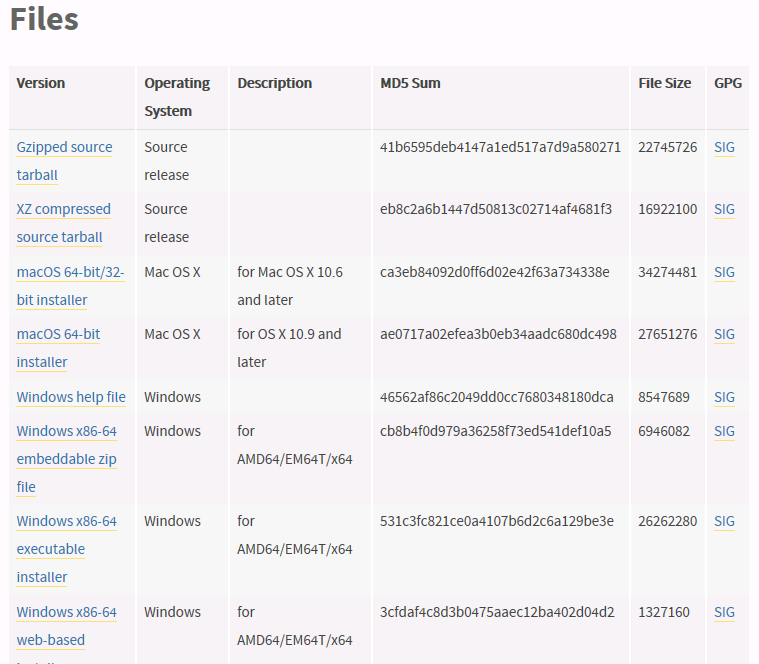 Files
Version Operating System Description MD5 Sum File Size GPG
Gzipped source tarball Source release 41b6595deb4147a1ed517a7d9a580271 22745726 SIG
XZ compressed source tarball Source release eb8c2a6b1447d50813c02714af4681f3 16922100 SIG
macOS 64-bit/32-bit installer Mac OS X for Mac OS X 10.6 and later ca3eb84092d0ff6d02e42f63a734338e 34274481 SIG
macOS 64-bit installer Mac OS X for OS X 10.9 and later ae0717a02efea3b0eb34aadc680dc498 27651276 SIG
Windows help file Windows 46562af86c2049dd0cc7680348180dca 8547689 SIG
Windows x86-64 embeddable zip file Windows for AMD64/EM64T/x64 cb8b4f0d979a36258f73ed541def10a5 6946082 SIG
Windows x86-64 executable installer Windows for AMD64/EM64T/x64 531c3fc821ce0a4107b6d2c6a129be3e 26262280 SIG
Windows x86-64 web-based Windows for AMD64/EM64T/x64 3cfdaf4c8d3b0475aaec12ba402d04d2 1327160 SIG